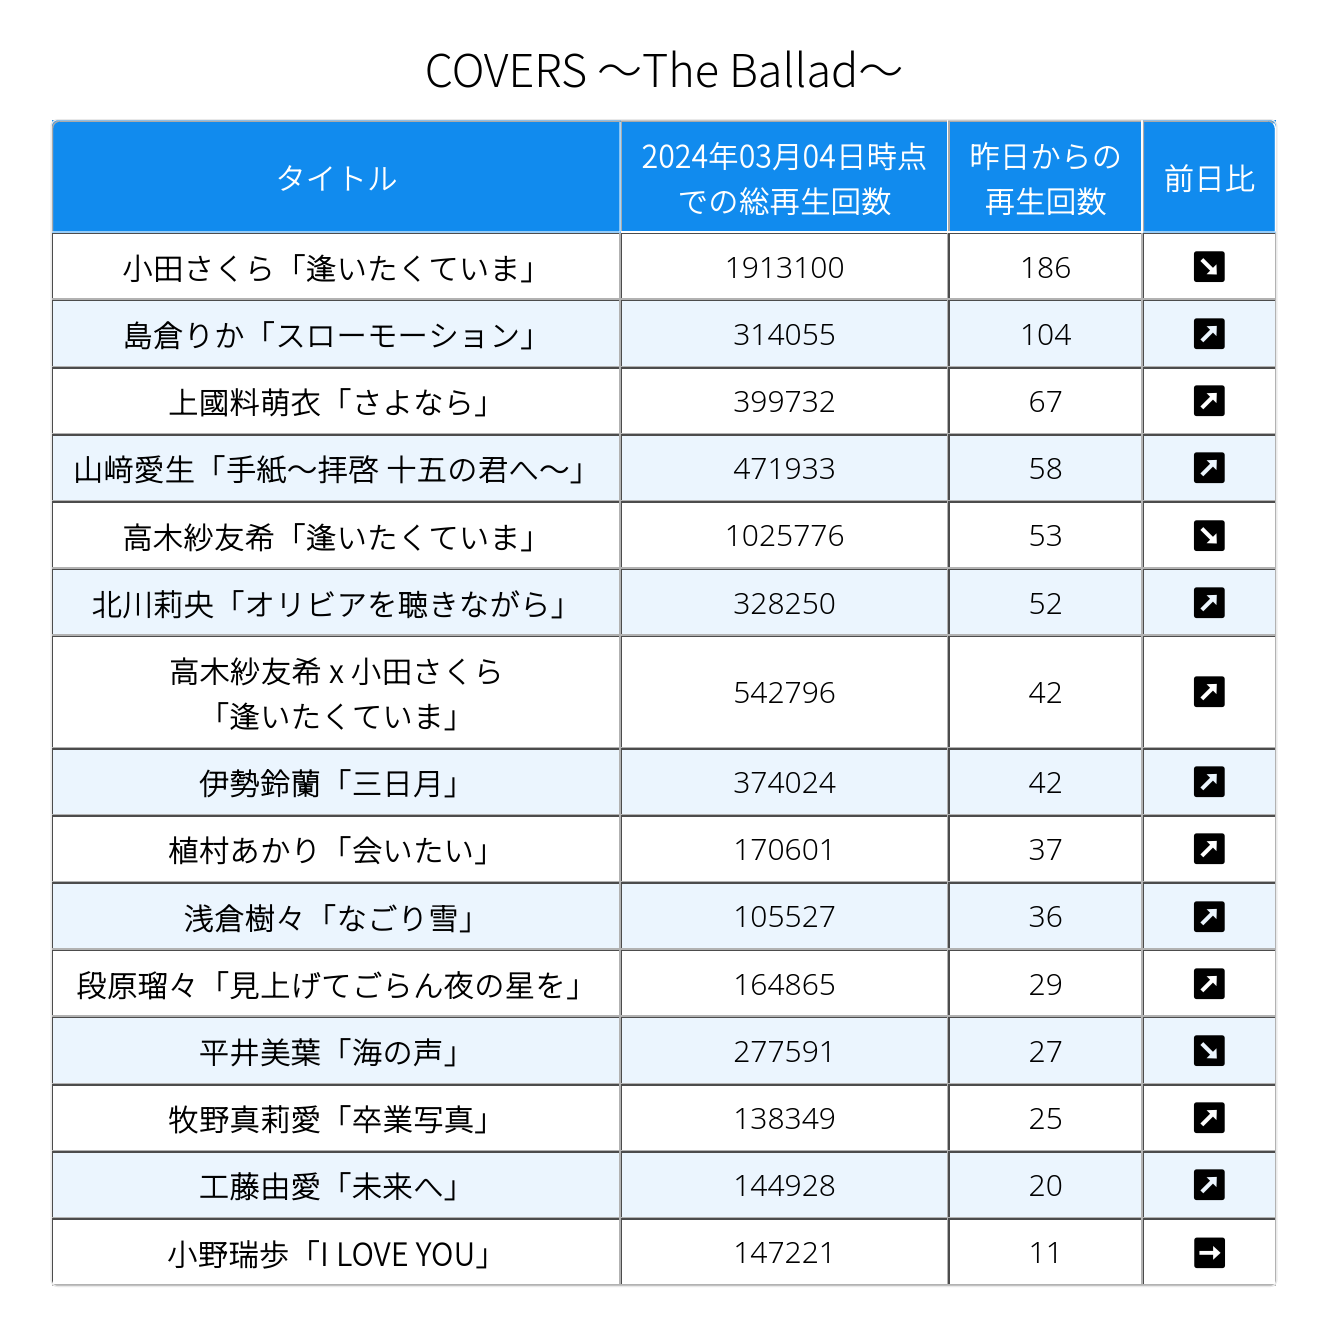 COVERS ～The Ballad～
タイトル
2024年03月04日時点
での総再生回数
昨日からの
再生回数
前日比
小田さくら「逢いたくていま」 1913100 186 ↘
島倉りか「スローモーション」 314055 104 ↗
上國料萌衣「さよなら」 399732 67 ↗
山﨑愛生「手紙～拝啓 十五の君へ～」 471933 58 ↗
高木紗友希「逢いたくていま」 1025776 53 ↘
北川莉央「オリビアを聴きながら」 328250 52 ↗
高木紗友希 x 小田さくら
「逢いたくていま」 542796 42 ↗
伊勢鈴蘭「三日月」 374024 42 ↗
植村あかり「会いたい」 170601 37 ↗
浅倉樹々「なごり雪」 105527 36 ↗
段原瑠々「見上げてごらん夜の星を」 164865 29 ↗
平井美葉「海の声」 277591 27 ↘
牧野真莉愛「卒業写真」 138349 25 ↗
工藤由愛「未来へ」 144928 20 ↗
小野瑞歩「I LOVE YOU」 147221 11 →